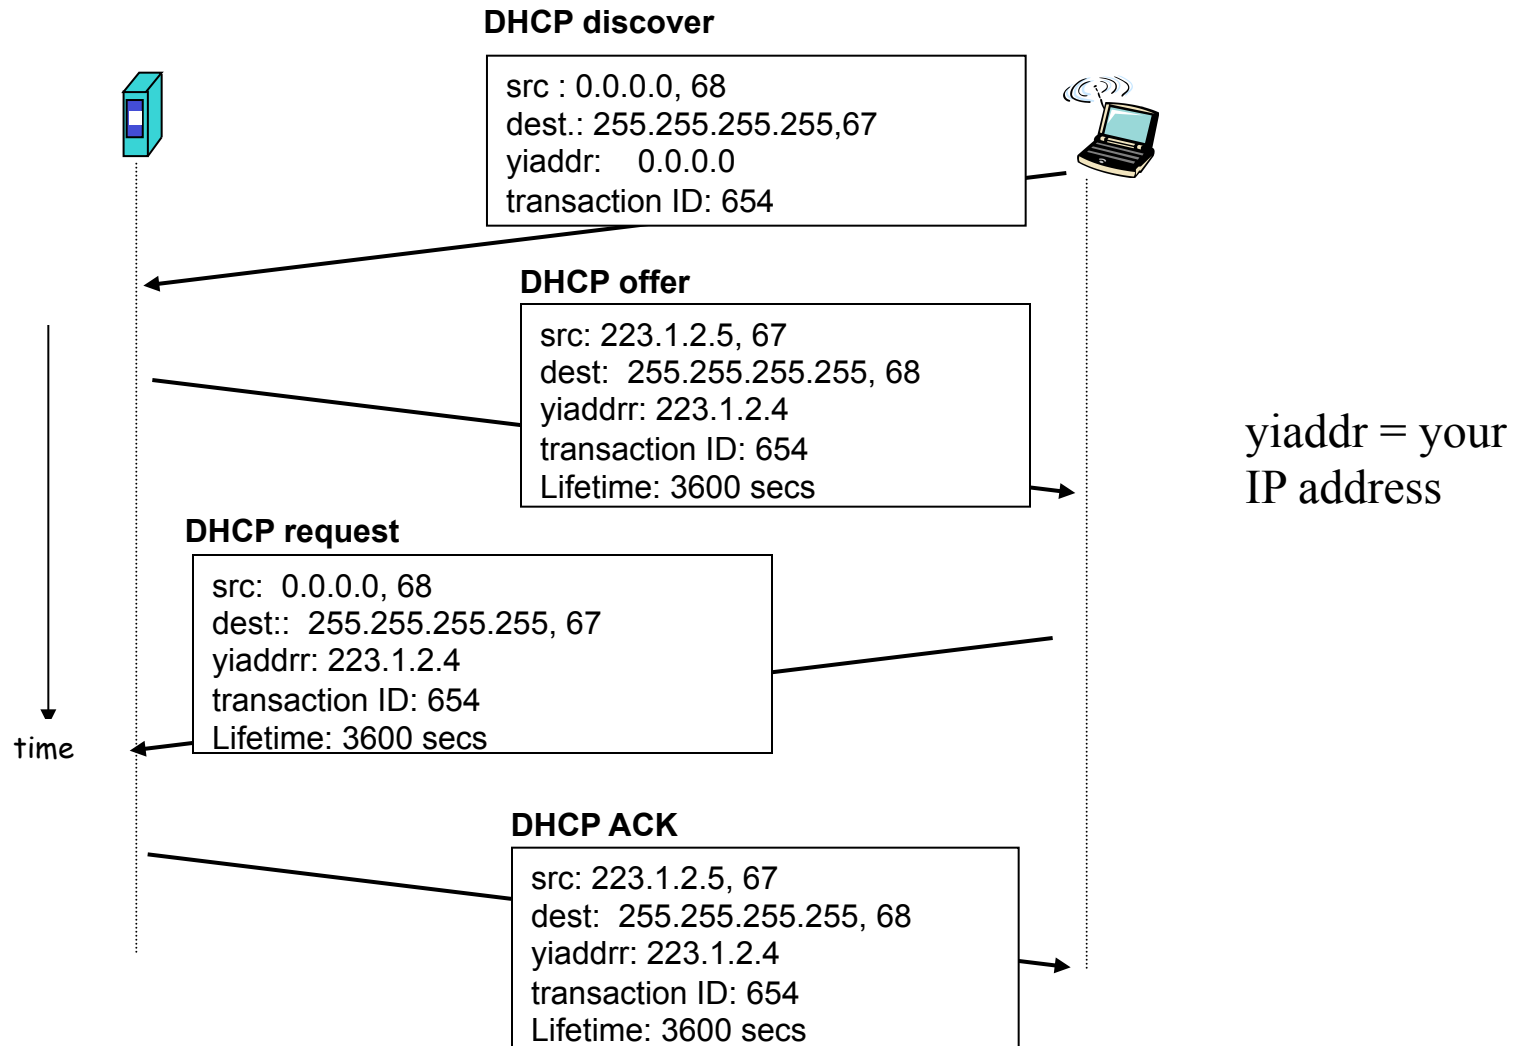 DHCP discover
src : 0.0.0.0, 68
dest.: 255.255.255.255,67
yiaddr: 0.0.0.0
transaction ID: 654
DHCP offer
src: 223.1.2.5, 67
dest: 255.255.255.255, 68
yiaddrr: 223.1.2.4
transaction ID: 654
Lifetime: 3600 secs
yiaddr = your
IP address
DHCP request
src: 0.0.0.0, 68
dest:: 255.255.255.255, 67
yiaddrr: 223.1.2.4
transaction ID: 654
Lifetime: 3600 secs
time
DHCP ACK
src: 223.1.2.5, 67
dest: 255.255.255.255, 68
yiaddrr: 223.1.2.4
transaction ID: 654
Lifetime: 3600 secs